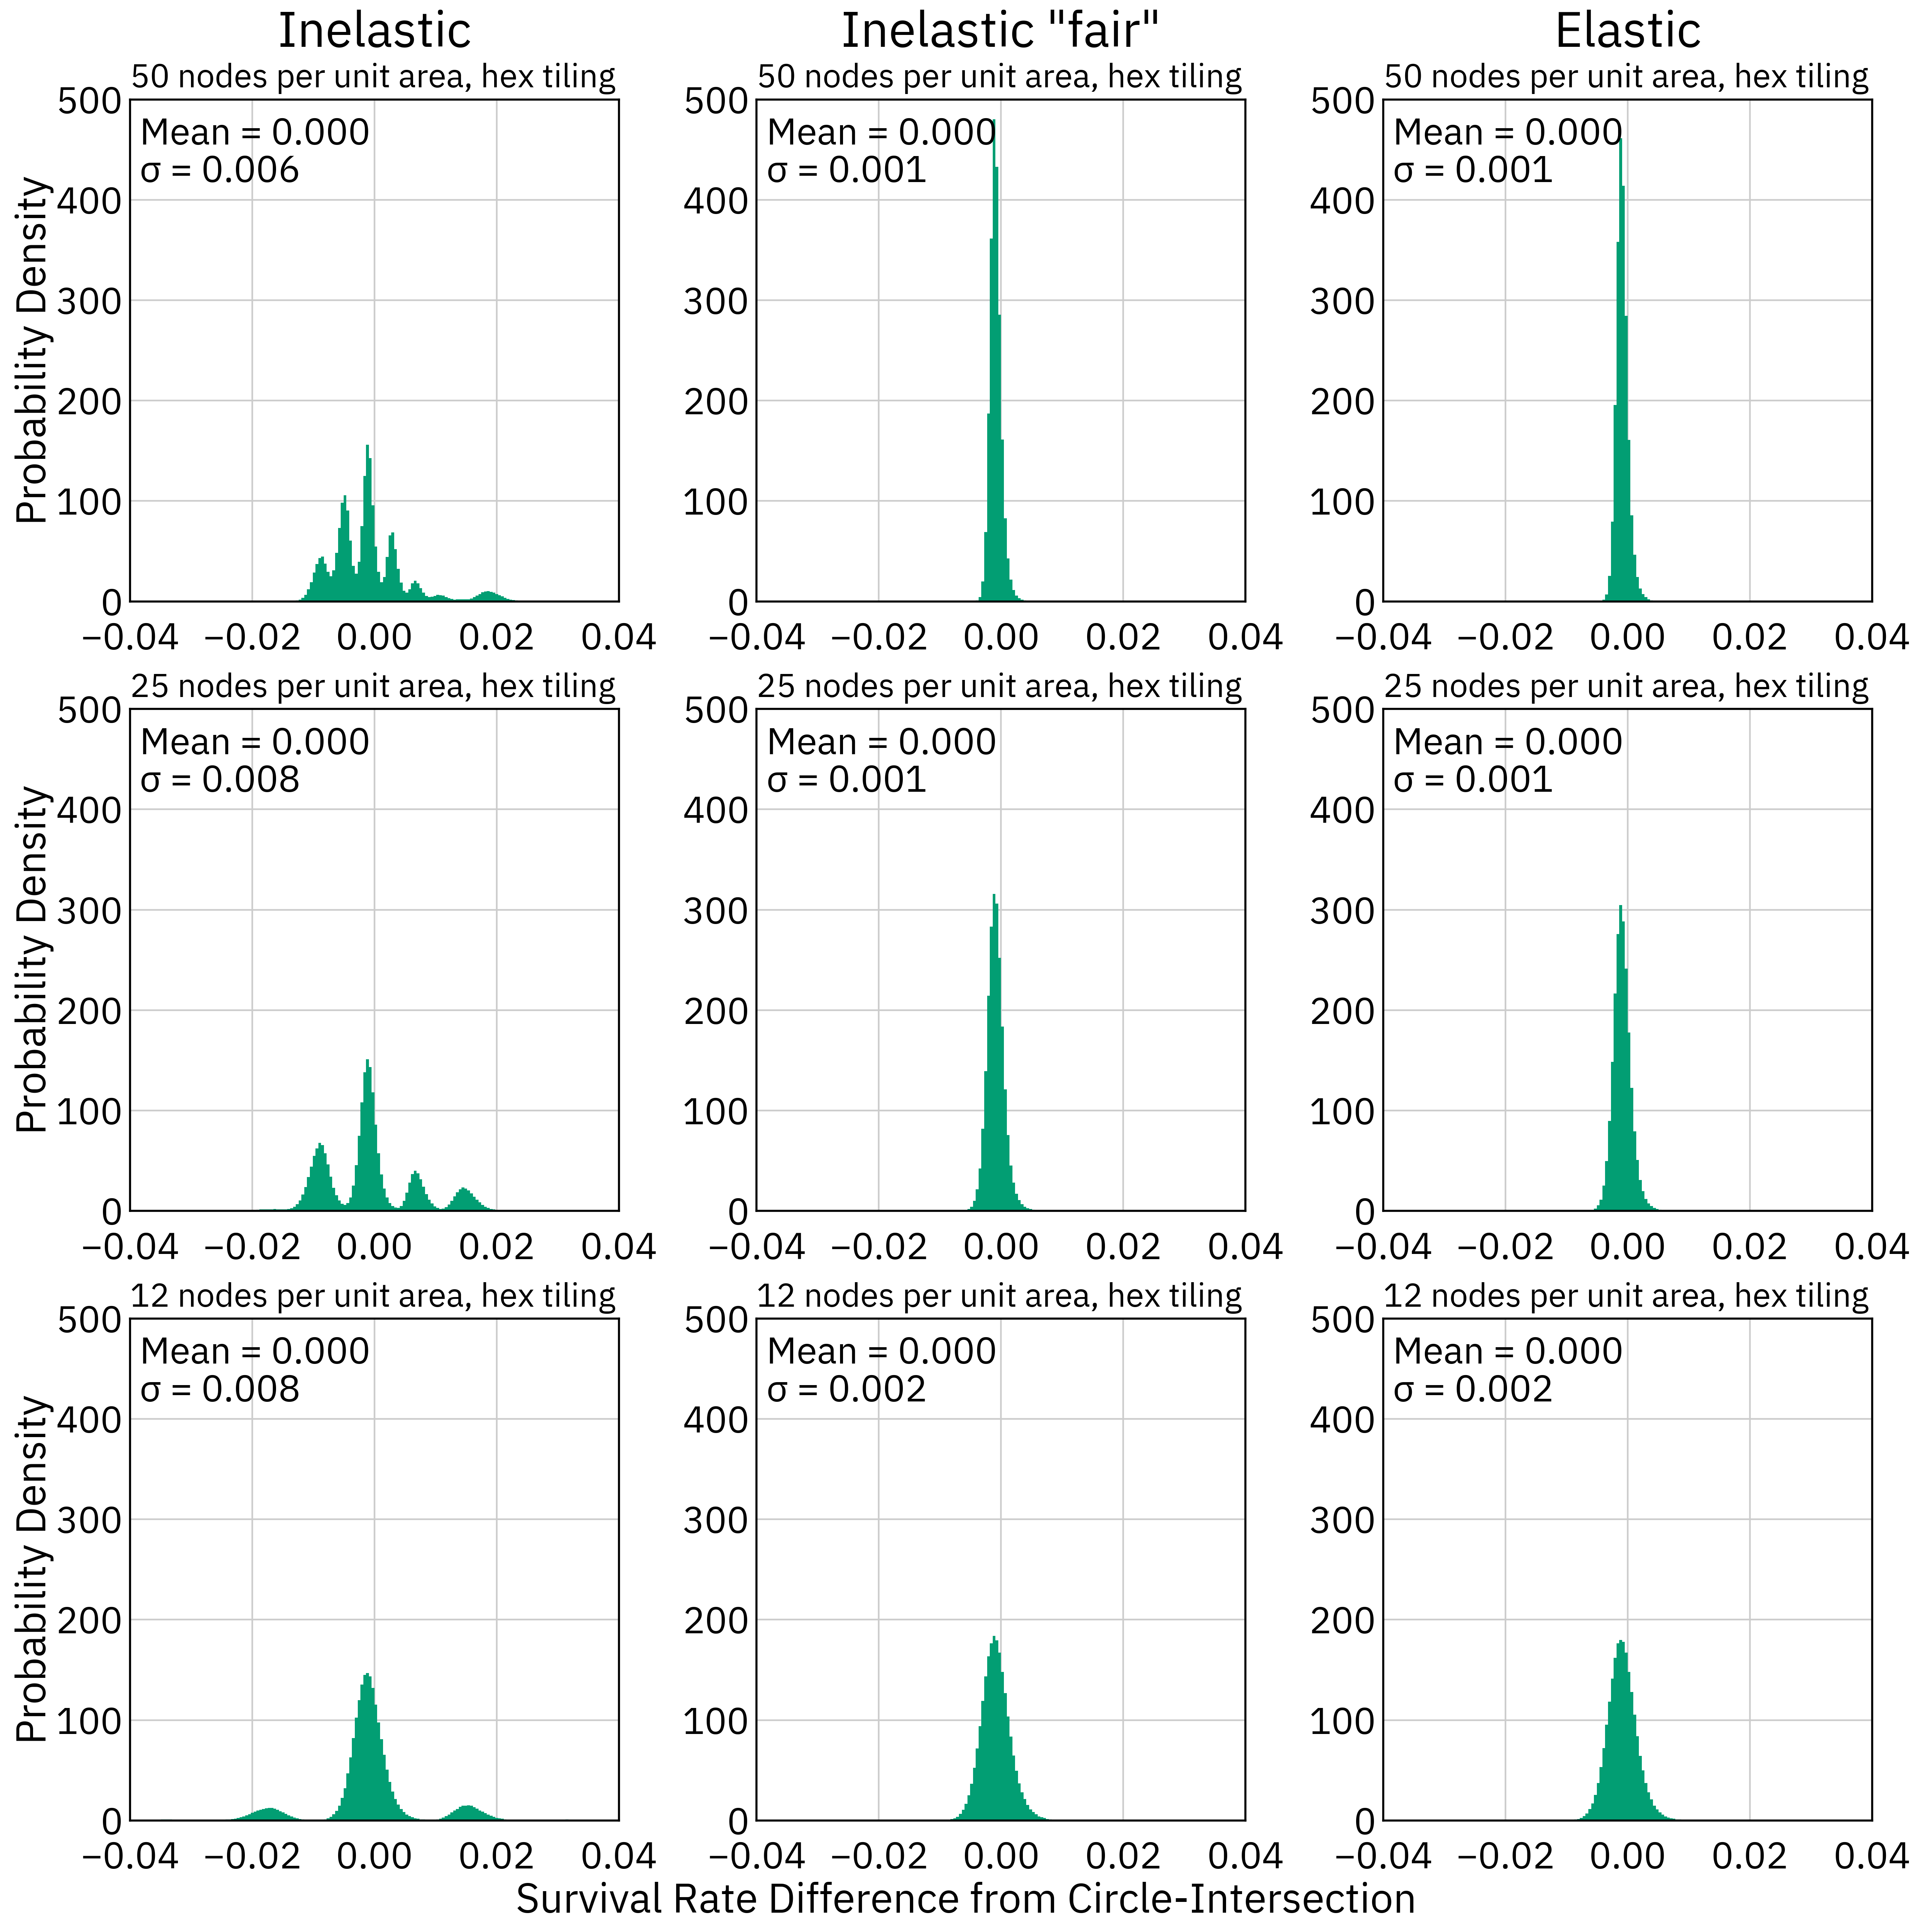 Inelastic
Inelastic "fair"
Elastic
50 nodes per unit area, hex tiling
50 nodes per unit area, hex tiling
50 nodes per unit area, hex tiling
Probability Density
500
400
300
200
100
0
Mean = 0.000
σ = 0.006
−0.04 −0.02 0.00 0.02 0.04
500
400
300
200
100
0
Mean = 0.000
σ = 0.001
−0.04 −0.02 0.00 0.02 0.04
500
400
300
200
100
0
Mean = 0.000
σ = 0.001
−0.04 −0.02 0.00 0.02 0.04
25 nodes per unit area, hex tiling
25 nodes per unit area, hex tiling
25 nodes per unit area, hex tiling
Probability Density
500
400
300
200
100
0
Mean = 0.000
σ = 0.008
−0.04 −0.02 0.00 0.02 0.04
500
400
300
200
100
0
Mean = 0.000
σ = 0.001
−0.04 −0.02 0.00 0.02 0.04
500
400
300
200
100
0
Mean = 0.000
σ = 0.001
−0.04 −0.02 0.00 0.02 0.04
12 nodes per unit area, hex tiling
12 nodes per unit area, hex tiling
12 nodes per unit area, hex tiling
Probability Density
500
400
300
200
100
0
Mean = 0.000
σ = 0.008
−0.04 −0.02 0.00 0.02 0.04
500
400
300
200
100
0
Mean = 0.000
σ = 0.002
−0.04 −0.02 0.00 0.02 0.04
500
400
300
200
100
0
Mean = 0.000
σ = 0.002
−0.04 −0.02 0.00 0.02 0.04
Survival Rate Difference from Circle-Intersection